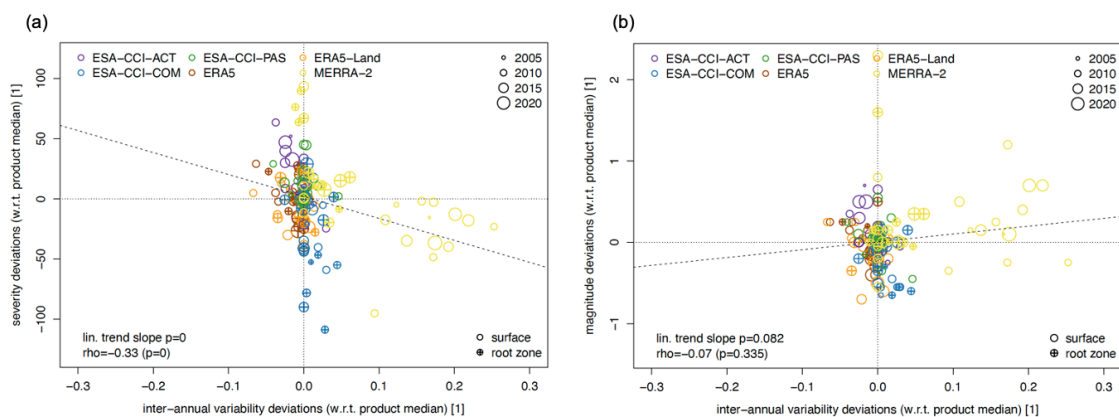 (a)
ESA-CCI-ACT ESA-CCI-PAS ERA5-Land 2005
ESA-CCI-COM ERA5 MERRA-2 2010
2015
2020
severity deviations (w.r.t. product median) [1]
100
50
0
−50
−100
lin. trend slope p=0
rho=−0.33 (p=0)
surface
root zone
−0.3 −0.2 −0.1 0.0 0.1 0.2 0.3
inter-annual variability deviations (w.r.t. product median) [1]
(b)
ESA-CCI-ACT ESA-CCI-PAS ERA5-Land 2005
ESA-CCI-COM ERA5 MERRA-2 2010
2015
2020
magnitude deviations (w.r.t. product median) [1]
2
1
0
−1
lin. trend slope p=0.082
rho=−0.07 (p=0.335)
surface
root zone
−0.3 −0.2 −0.1 0.0 0.1 0.2 0.3
inter-annual variability deviations (w.r.t. product median) [1]